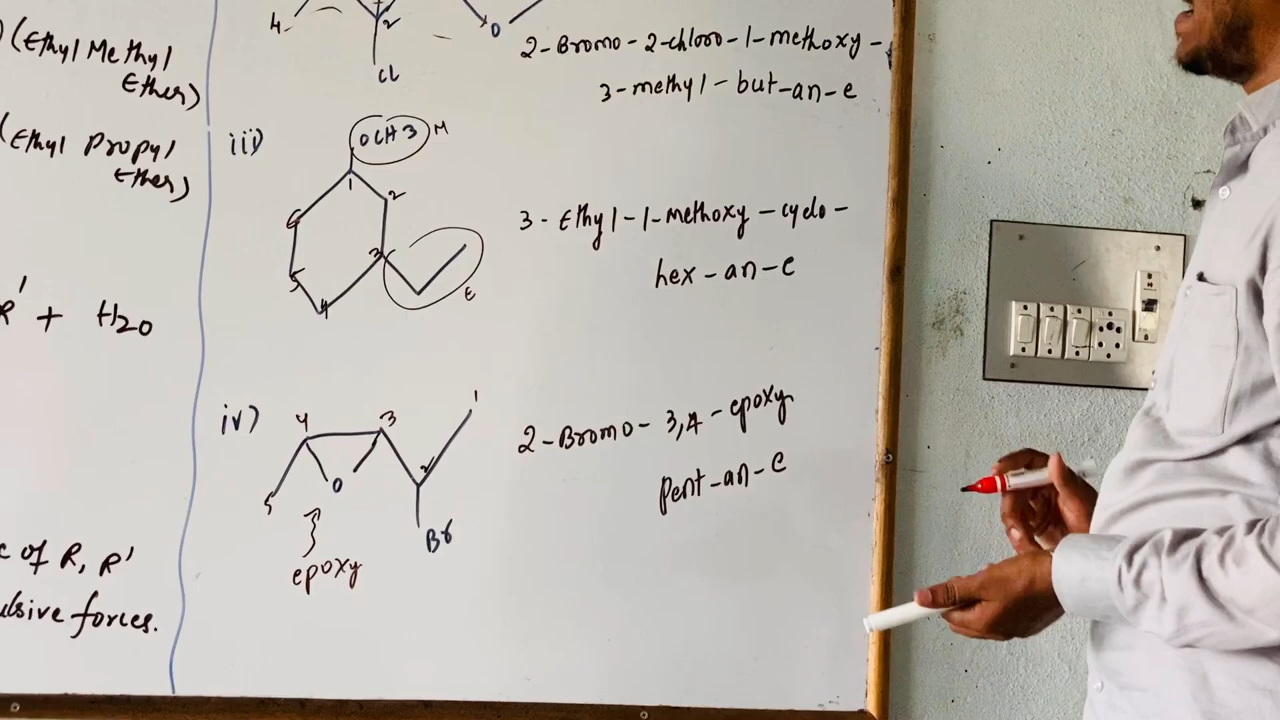 (Ethyl Methyl
Ether)
(Ethyl Propyl
Ether)
R' + H2O
of R, R'
forces.
4
2
O
Cl
2-Bromo-2-chloro-1-methoxy-
3-methyl-but-an-e
iii)
OCH3 M
1
2
3
4
5
6
E
3-Ethyl-1-Methoxy-cyclo-
hex-an-e
iv)
4
3
1
2
5
O
Br
epoxy
2-Bromo-3,4-epoxy
pent-an-e